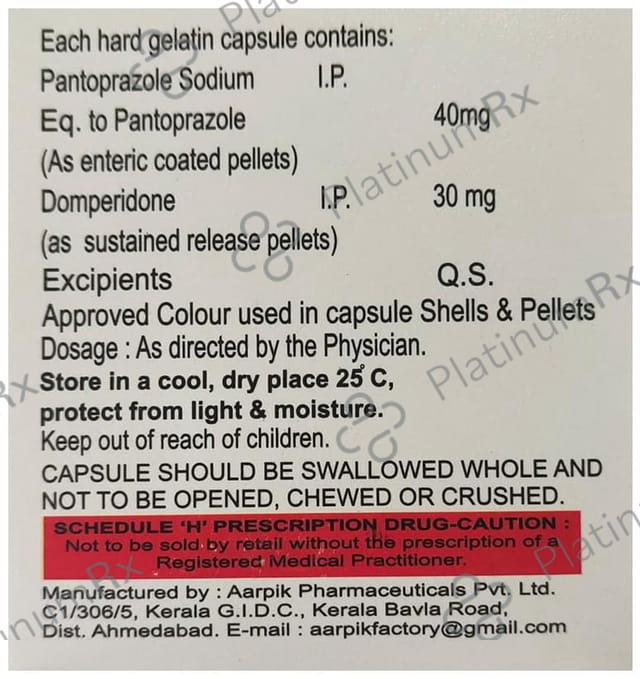 Each hard gelatin capsule contains:
Pantoprazole Sodium I.P.
Eq. to Pantoprazole 40mg
(As enteric coated pellets)
Domperidone I.P. 30 mg
(as sustained release pellets)
Excipients Q.S.
Approved Colour used in capsule Shells & Pellets
Dosage : As directed by the Physician.
Store in a cool, dry place 25°C,
protect from light & moisture.
Keep out of reach of children.
CAPSULE SHOULD BE SWALLOWED WHOLE AND
NOT TO BE OPENED, CHEWED OR CRUSHED.
SCHEDULE 'H' PRESCRIPTION DRUG-CAUTION :
Not to be sold by retail without the prescription of a
Registered Medical Practitioner.
Manufactured by : Aarpik Pharmaceuticals Pvt. Ltd.
C1/306/5, Kerala G.I.D.C., Kerala Bavla Road,
Dist. Ahmedabad. E-mail : aarpikfactory@gmail.com
PlatinumRx
PlatinumRx